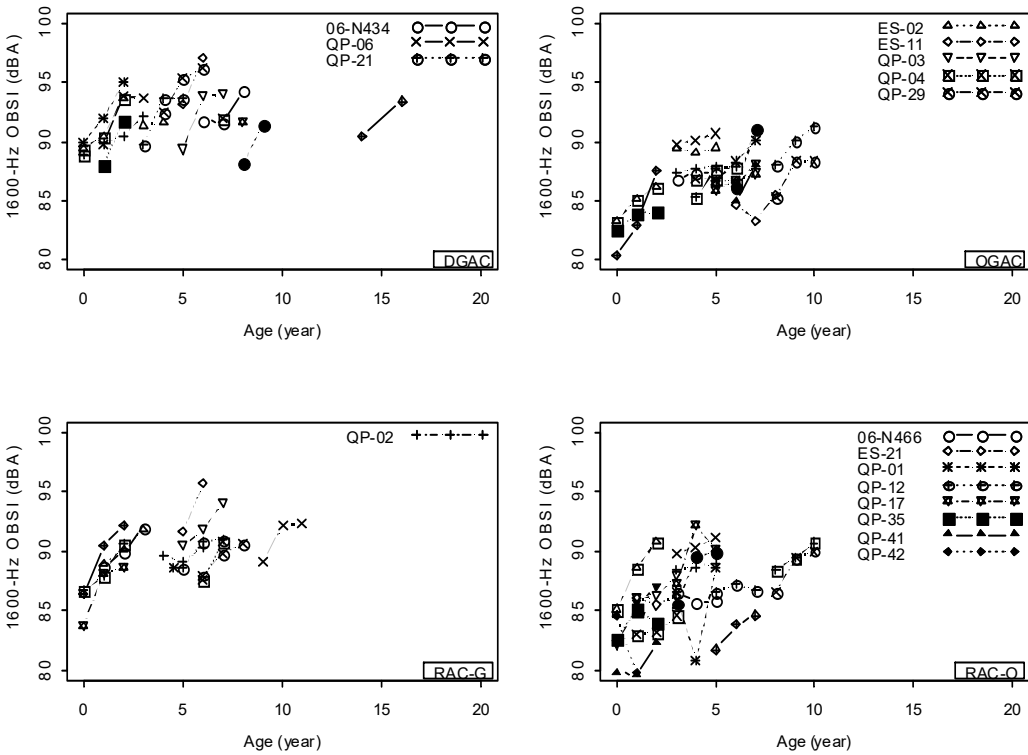 1600-Hz OBSI (dBA)
100
95
90
85
80
06-N434
QP-06
QP-21
DGAC
0 5 10 15 20
Age (year)
1600-Hz OBSI (dBA)
100
95
90
85
80
ES-02
ES-11
QP-03
QP-04
QP-29
OGAC
0 5 10 15 20
Age (year)
1600-Hz OBSI (dBA)
100
95
90
85
80
QP-02
RAC-G
0 5 10 15 20
Age (year)
1600-Hz OBSI (dBA)
100
95
90
85
80
06-N466
ES-21
QP-01
QP-12
QP-17
QP-35
QP-41
QP-42
RAC-O
0 5 10 15 20
Age (year)